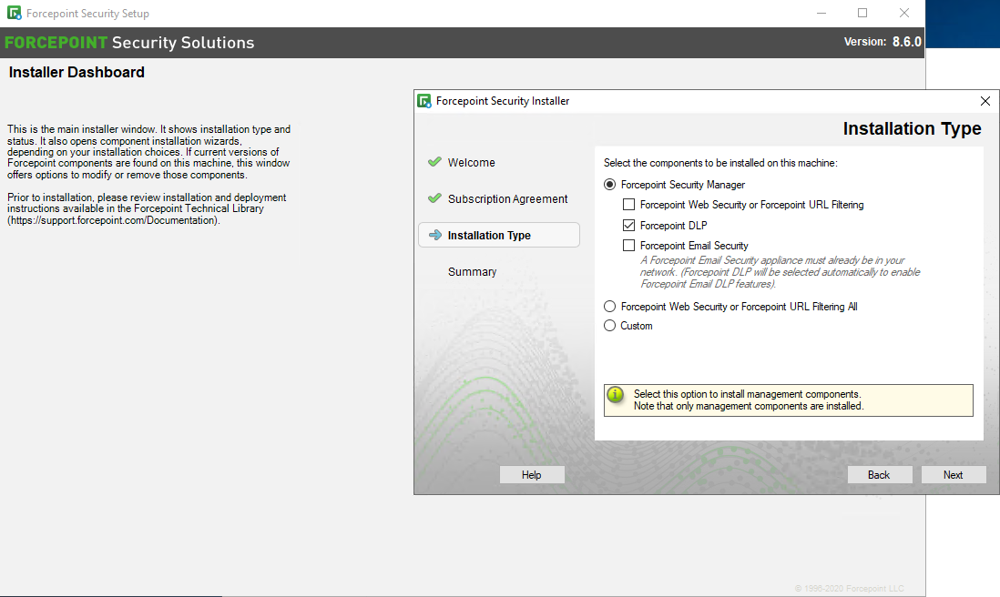 Forcepoint Security Setup
FORCEPOINT Security Solutions
Version: 8.6.0
Installer Dashboard
This is the main installer window. It shows installation type and
status. It also opens component installation wizards,
depending on your installation choices. If current versions of
Forcepoint components are found on this machine, this window
offers options to modify or remove those components.
Prior to installation, please review installation and deployment
instructions available in the Forcepoint Technical Library
(https://support.forcepoint.com/Documentation).
Forcepoint Security Installer
Installation Type
Welcome
Subscription Agreement
Installation Type
Summary
Select the components to be installed on this machine:
Forcepoint Security Manager
Forcepoint Web Security or Forcepoint URL Filtering
Forcepoint DLP
Forcepoint Email Security
A Forcepoint Email Security appliance must already be in your
network. (Forcepoint DLP will be selected automatically to enable
Forcepoint Email DLP features).
Forcepoint Web Security or Forcepoint URL Filtering All
Custom
Select this option to install management components.
Note that only management components are installed.
Help
Back
Next
© 1996-2020 Forcepoint LLC